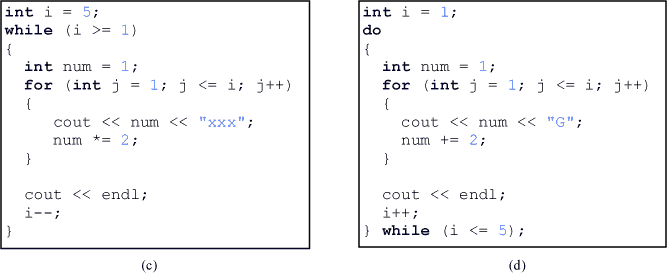 int i = 5;
while (i >= 1)
{
int num = 1;
for (int j = 1; j <= i; j++)
{
cout << num << "xxx";
num *= 2;
}
cout << endl;
i--;
}
(c)
int i = 1;
do
{
int num = 1;
for (int j = 1; j <= i; j++)
{
cout << num << "G";
num += 2;
}
cout << endl;
i++;
} while (i <= 5);
(d)